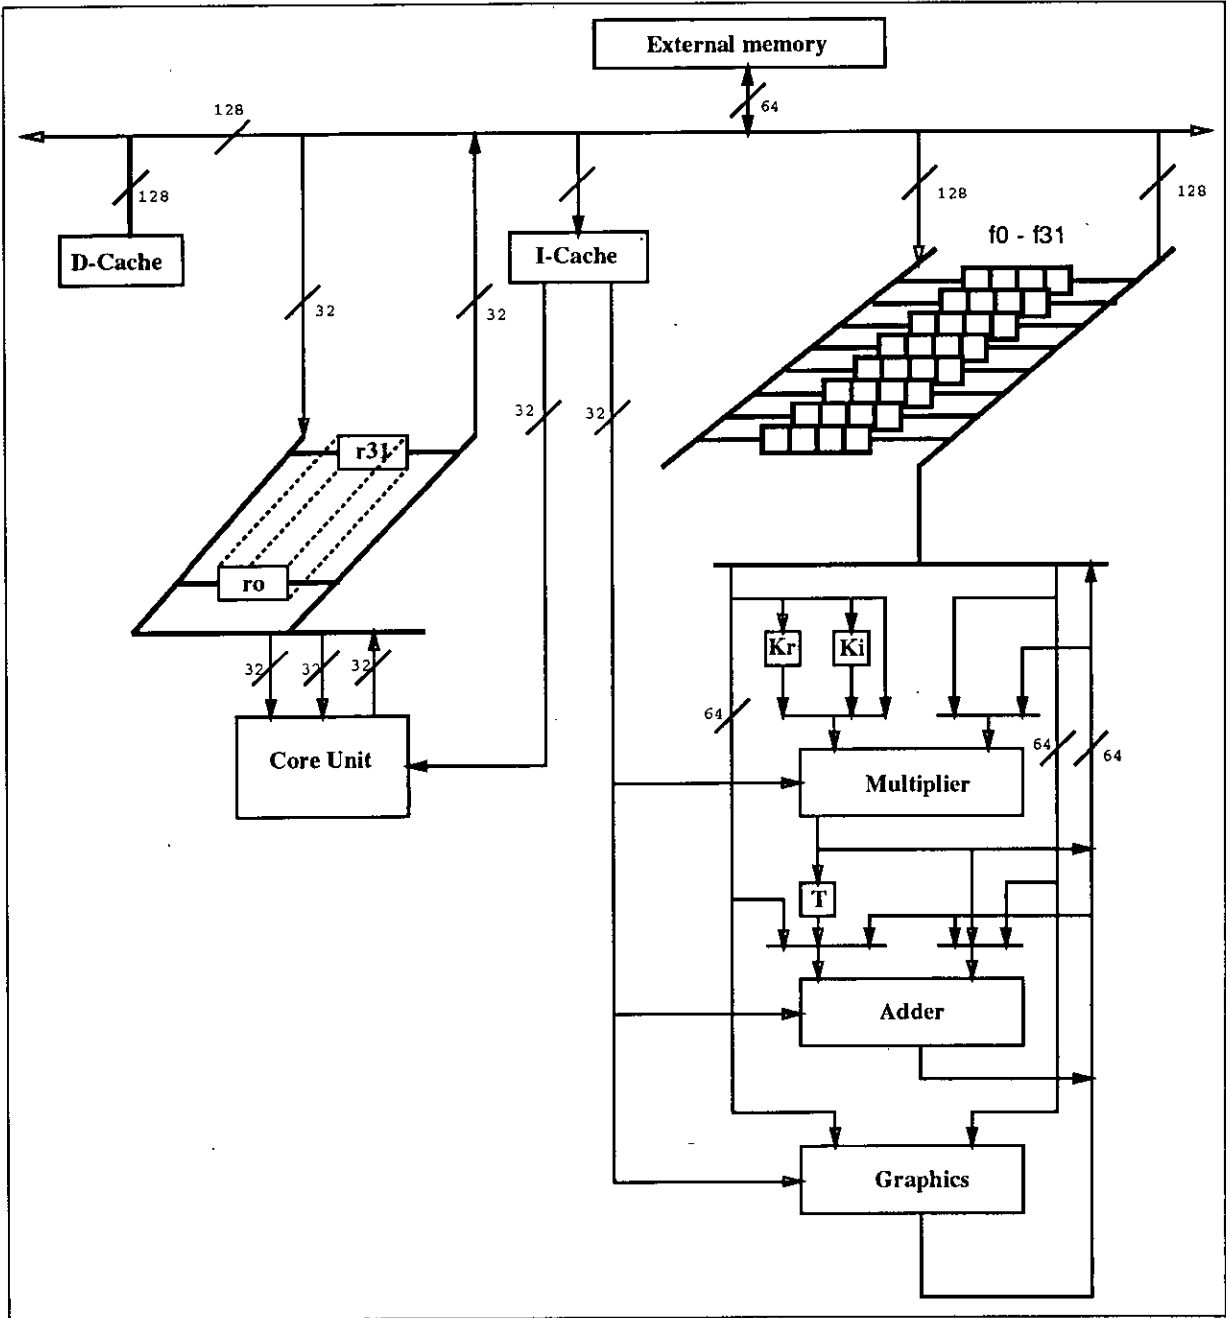 External memory
64
128
128
D-Cache
I-Cache
128
128
f0 - f31
32
32
32
32
r31
ro
32
32
32
Core Unit
Kr
Ki
64
64
64
Multiplier
T
Adder
Graphics